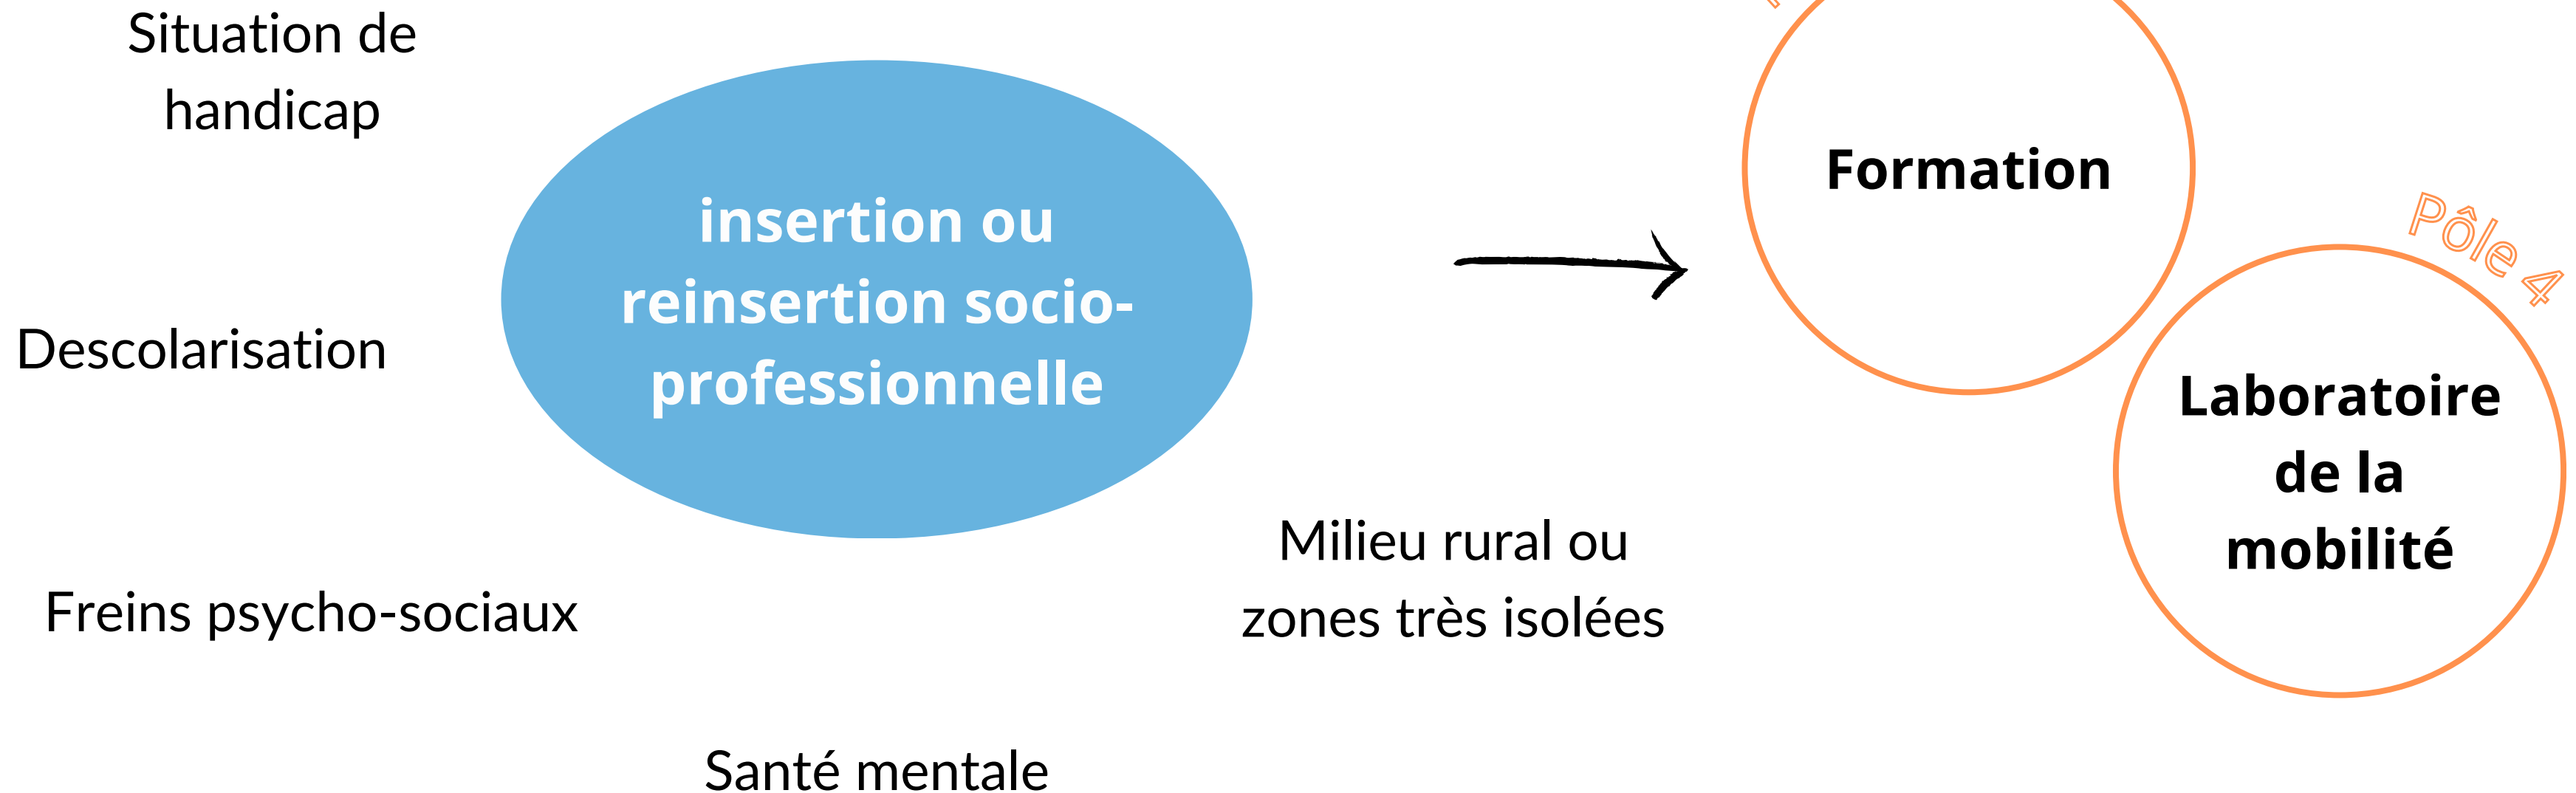 Situation de
handicap
insertion ou
reinsertion socio-
professionnelle
Descolarisation
Freins psycho-sociaux
Santé mentale
Milieu rural ou
zones très isolées
Formation
Pôle 4
Laboratoire
de la
mobilité